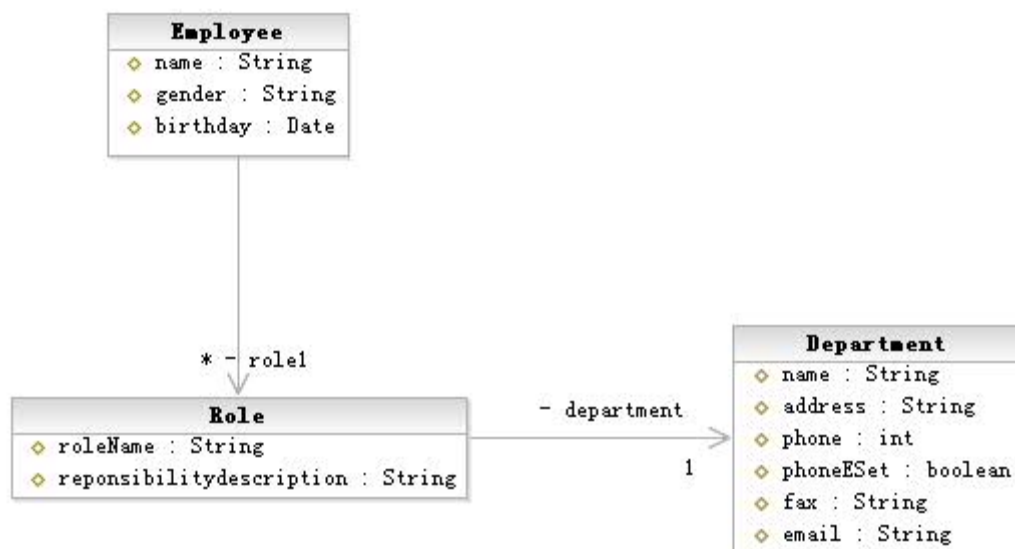 Employee
name : String
gender : String
birthday : Date
* - role1
Role
roleName : String
reponsibilitydescription : String
- department
1
Department
name : String
address : String
phone : int
phoneESet : boolean
fax : String
email : String